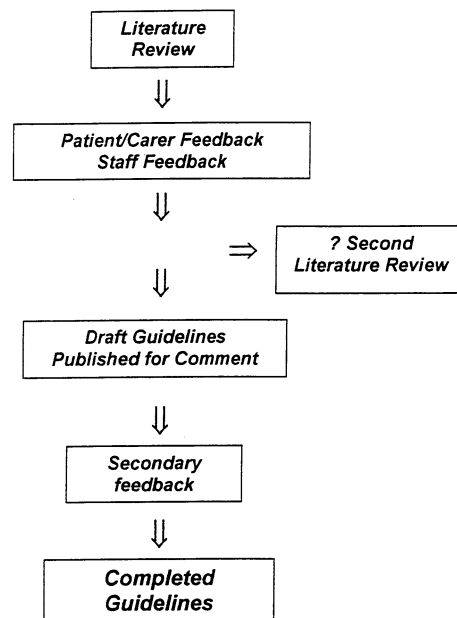 Literature
Review
Patient/Carer Feedback
Staff Feedback
? Second
Literature Review
Draft Guidelines
Published for Comment
Secondary
feedback
Completed
Guidelines